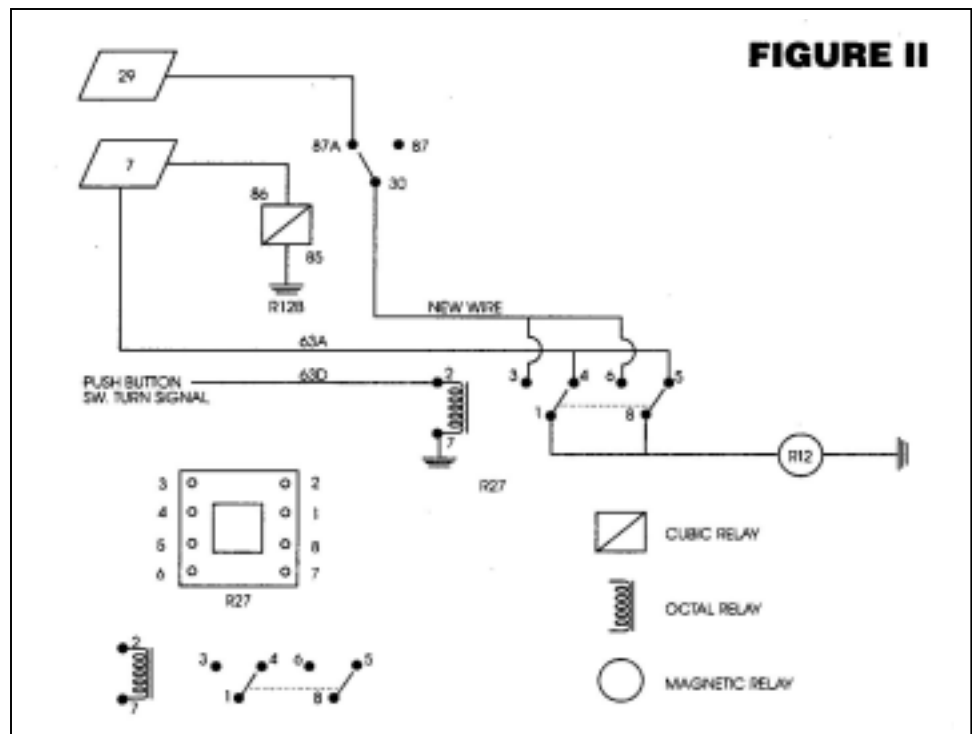 FIGURE II
29
87A 87
7
30
86
85
R12B
NEW WIRE
63A
PUSH BUTTON
SW. TURN SIGNAL
63D
2
3 4 6 5
1 8
7
R12
R27
3 2
4 1
5 8
6 7
R27
CUBIC RELAY
OCTAL RELAY
2
7
3 4 6 5
1 8
MAGNETIC RELAY